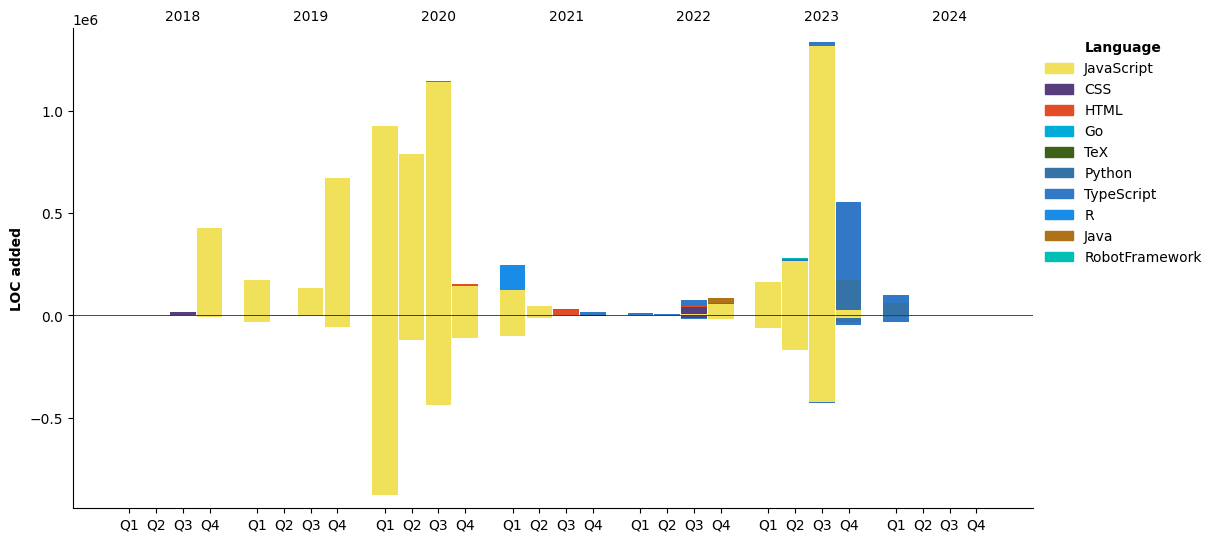 1e6
2018 2019 2020 2021 2022 2023 2024
Language
JavaScript
CSS
HTML
Go
TeX
Python
TypeScript
R
Java
RobotFramework
LOC added
1.0
0.5
0.0
−0.5
Q1 Q2 Q3 Q4 Q1 Q2 Q3 Q4 Q1 Q2 Q3 Q4 Q1 Q2 Q3 Q4 Q1 Q2 Q3 Q4 Q1 Q2 Q3 Q4 Q1 Q2 Q3 Q4